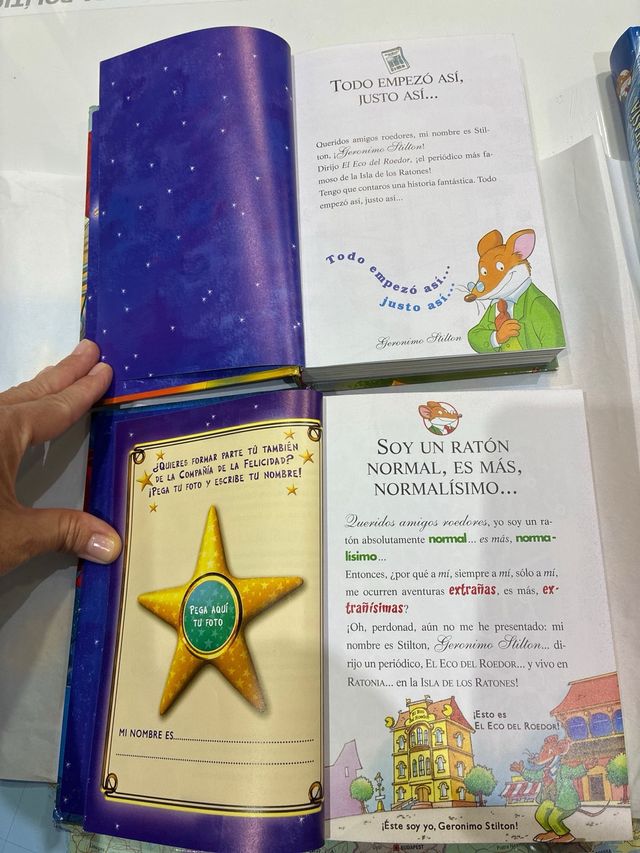 TODO EMPEZÓ ASÍ,
JUSTO ASÍ...
Queridos amigos roedores, mi nombre es Stil-
ton, ¡Geronimo Stilton!
Dirijo El Eco del Roedor, ¡el periódico más fa-
moso de la Isla de los Ratones!
Tengo que contaros una historia fantástica. Todo
empezó así, justo así...
Todo empezó así...
justo así...
Geronimo Stilton
¿QUIERES FORMAR PARTE TÚ TAMBIÉN
DE LA COMPAÑÍA DE LA FELICIDAD?
¡PEGA TU FOTO Y ESCRIBE TU NOMBRE!
PEGA AQUÍ
TU FOTO
MI NOMBRE ES
SOY UN RATÓN
NORMAL, ES MÁS,
NORMALÍSIMO...
Queridos amigos roedores, yo soy un ra-
tón absolutamente normal... es más, norma-
lísimo...
Entonces, ¿por qué a mí, siempre a mí, sólo a mí,
me ocurren aventuras extrañas, es más, ex-
trañísimas?
¡Oh, perdonad, aún no me he presentado: mi
nombre es Stilton, Geronimo Stilton... di-
rijo un periódico, EL ECO DEL ROEDOR... y vivo en
RATONIA... en la ISLA DE LOS RATONES!
¡Esto es
EL ECO DEL ROEDOR!
¡Éste soy yo, Geronimo Stilton!
BUDAPEST